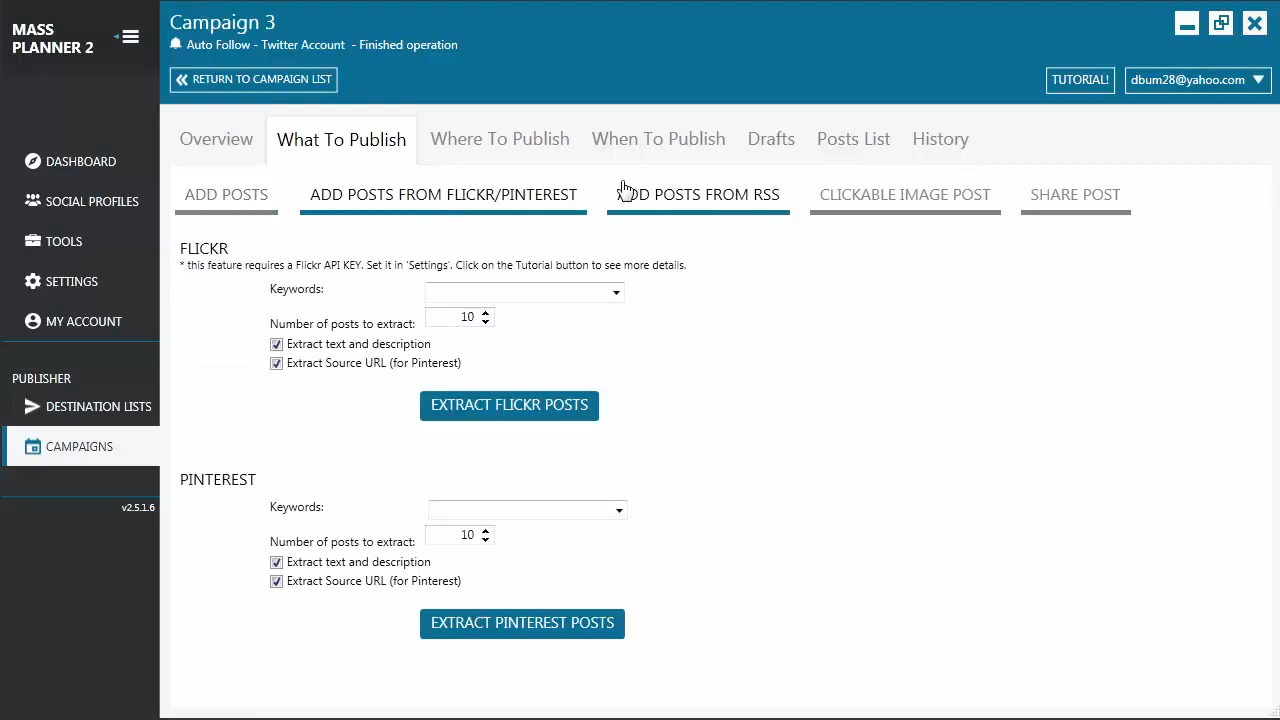 MASS
PLANNER 2
Campaign 3
Auto Follow - Twitter Account - Finished operation
RETURN TO CAMPAIGN LIST
TUTORIAL!
dbum28@yahoo.com
DASHBOARD
SOCIAL PROFILES
TOOLS
SETTINGS
MY ACCOUNT
PUBLISHER
DESTINATION LISTS
CAMPAIGNS
v2.5.1.6
Overview
What To Publish
Where To Publish
When To Publish
Drafts
Posts List
History
ADD POSTS
ADD POSTS FROM FLICKR/PINTEREST
ADD POSTS FROM RSS
CLICKABLE IMAGE POST
SHARE POST
FLICKR
* this feature requires a Flickr API KEY. Set it in 'Settings'. Click on the Tutorial button to see more details.
Keywords:
Number of posts to extract: 10
Extract text and description
Extract Source URL (for Pinterest)
EXTRACT FLICKR POSTS
PINTEREST
Keywords:
Number of posts to extract: 10
Extract text and description
Extract Source URL (for Pinterest)
EXTRACT PINTEREST POSTS